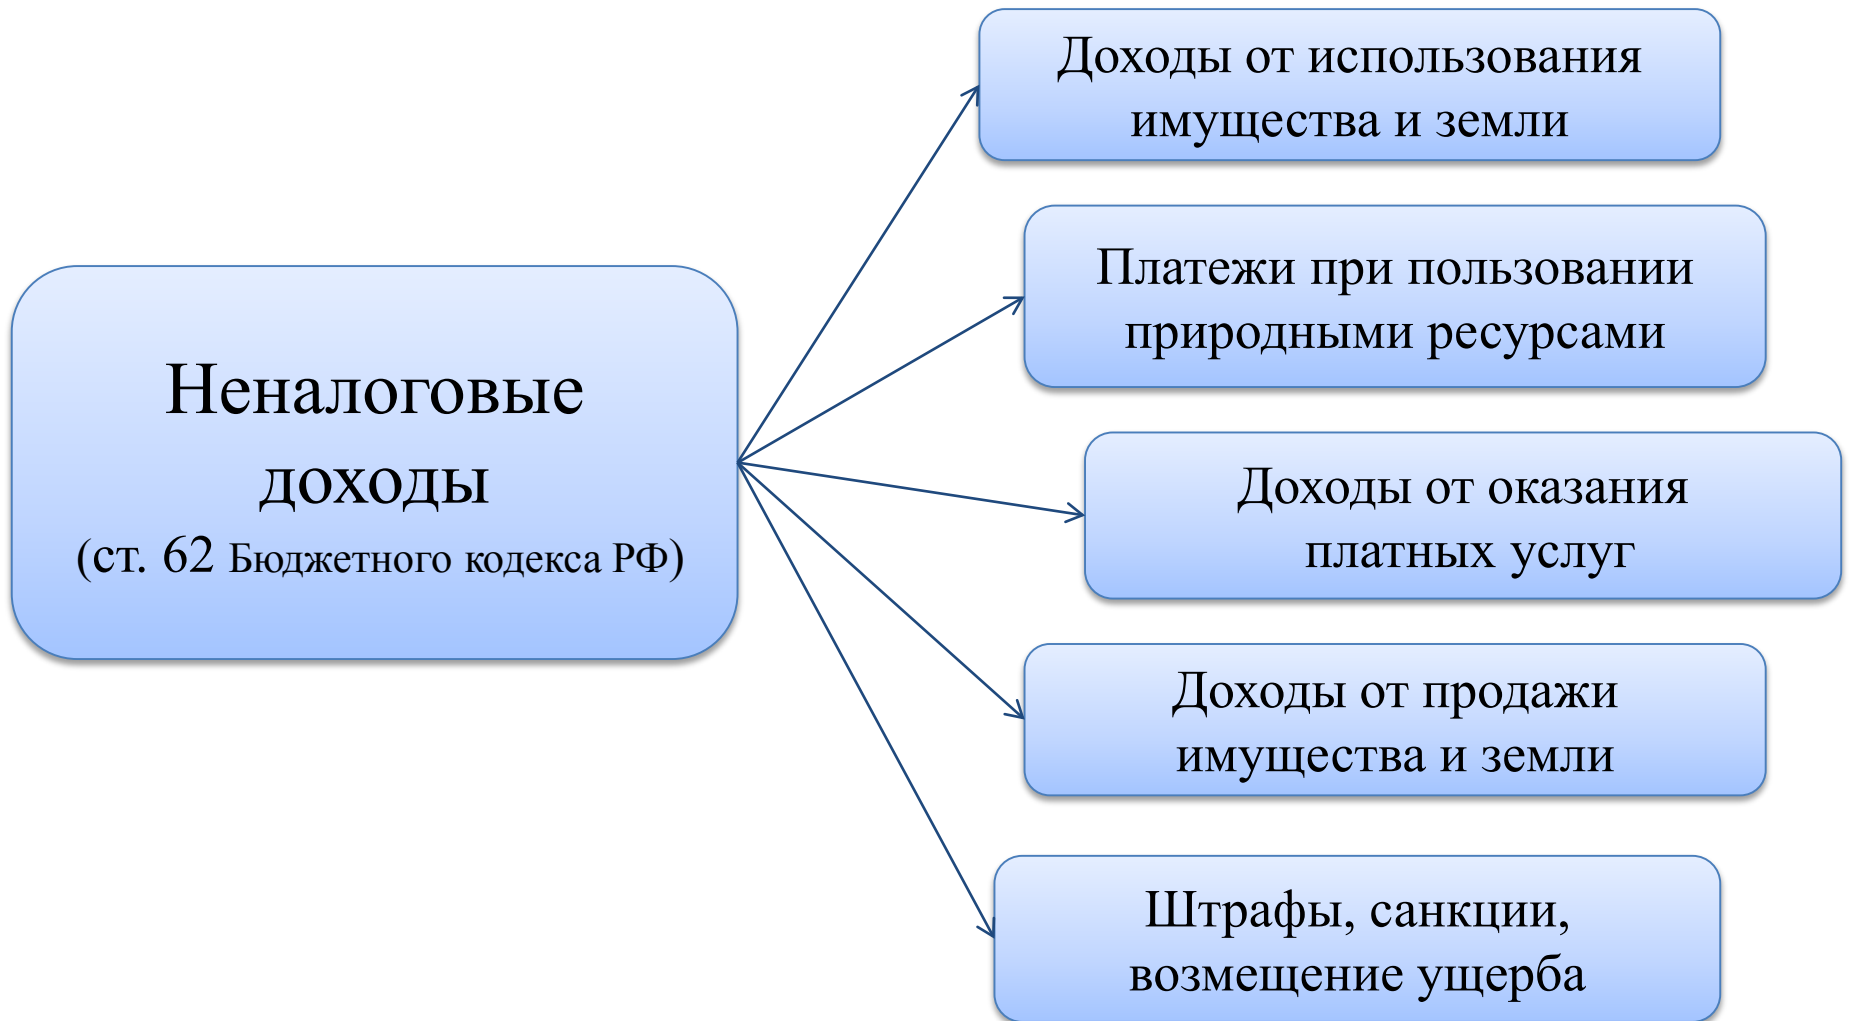 Неналоговые
доходы
(ст. 62 Бюджетного кодекса РФ)
Доходы от использования
имущества и земли
Платежи при пользовании
природными ресурсами
Доходы от оказания
платных услуг
Доходы от продажи
имущества и земли
Штрафы, санкции,
возмещение ущерба